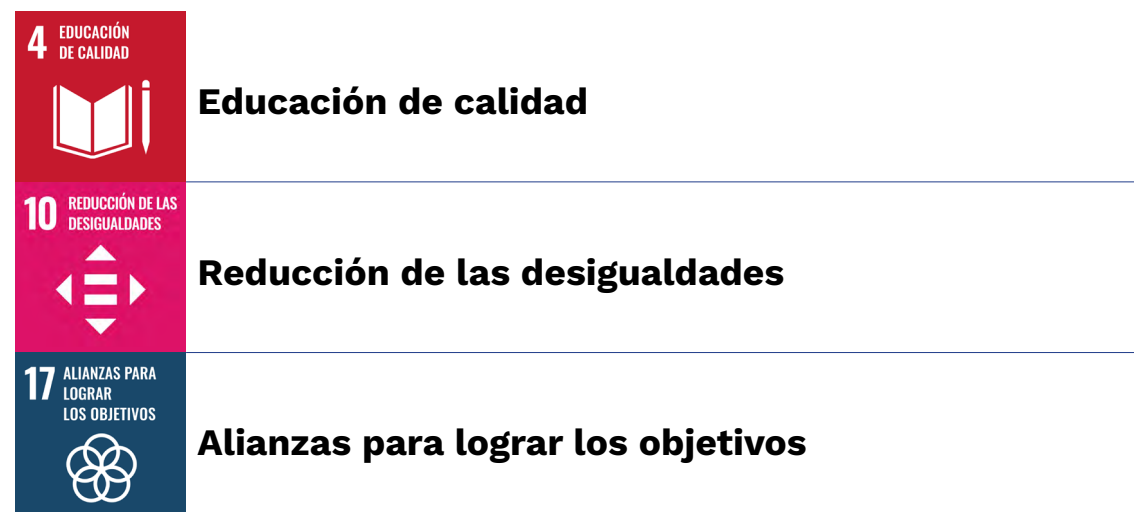 4 EDUCACIÓN
DE CALIDAD
Educación de calidad
10 REDUCCIÓN DE LAS
DESIGUALDADES
Reducción de las desigualdades
17 ALIANZAS PARA
LOGRAR
LOS OBJETIVOS
Alianzas para lograr los objetivos